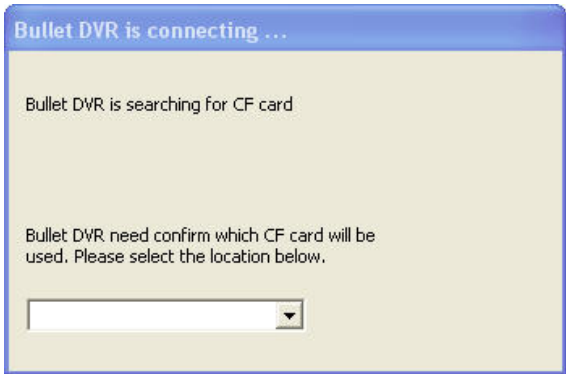 Bullet DVR is connecting ...
Bullet DVR is searching for CF card
Bullet DVR need confirm which CF card will be
used. Please select the location below.